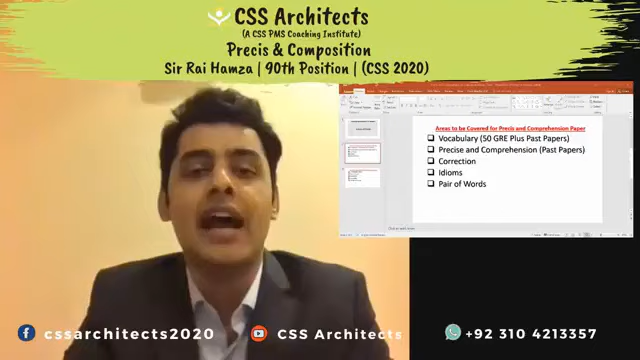 CSS Architects
(A CSS PMS Coaching Institute)
Precis & Composition
Sir Rai Hamza | 90th Position | (CSS 2020)
Areas to be Covered for Precis and Comprehension Paper
Vocabulary (50 GRE Plus Past Papers)
Precise and Comprehension (Past Papers)
Correction
Idioms
Pair of Words
cssarchitects2020
CSS Architects
+92 310 4213357